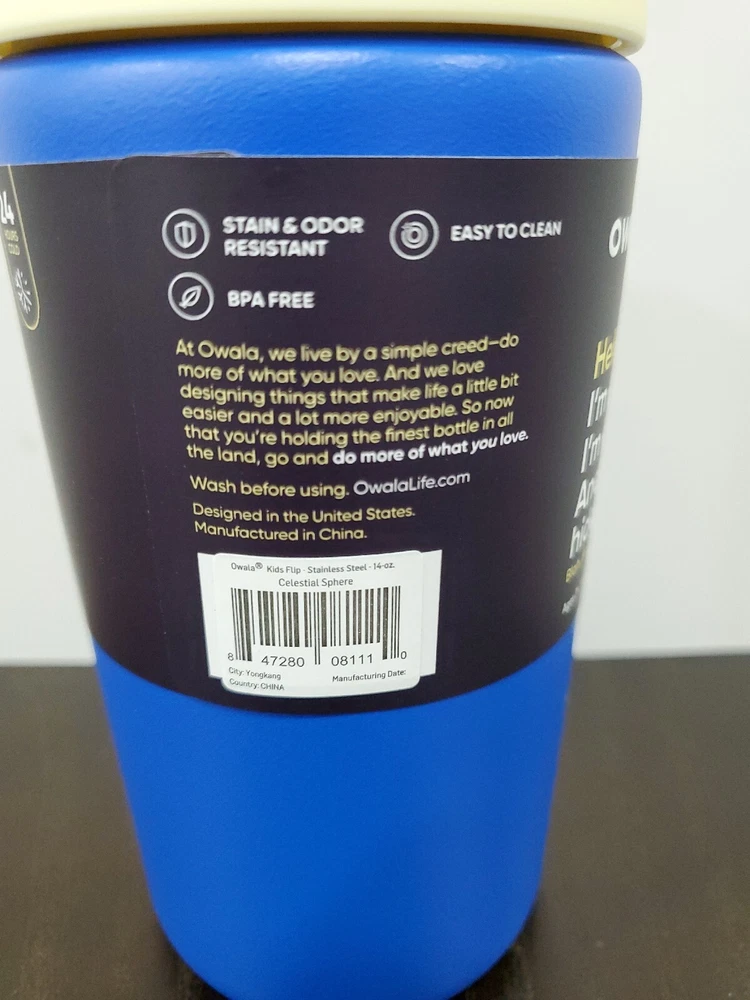 24
HOURS
COLD
STAIN & ODOR
RESISTANT
EASY TO CLEAN
BPA FREE
At Owala, we live by a simple creed–do
more of what you love. And we love
designing things that make life a little bit
easier and a lot more enjoyable. So now
that you're holding the finest bottle in all
the land, go and do more of what you love.
Wash before using. OwalaLife.com
Designed in the United States.
Manufactured in China.
Owala® Kids Flip - Stainless Steel - 14-oz.
Celestial Sphere
8 47280 08111 0
City: Yongkang
Country: CHINA
Manufacturing Date:
I'm
I'm